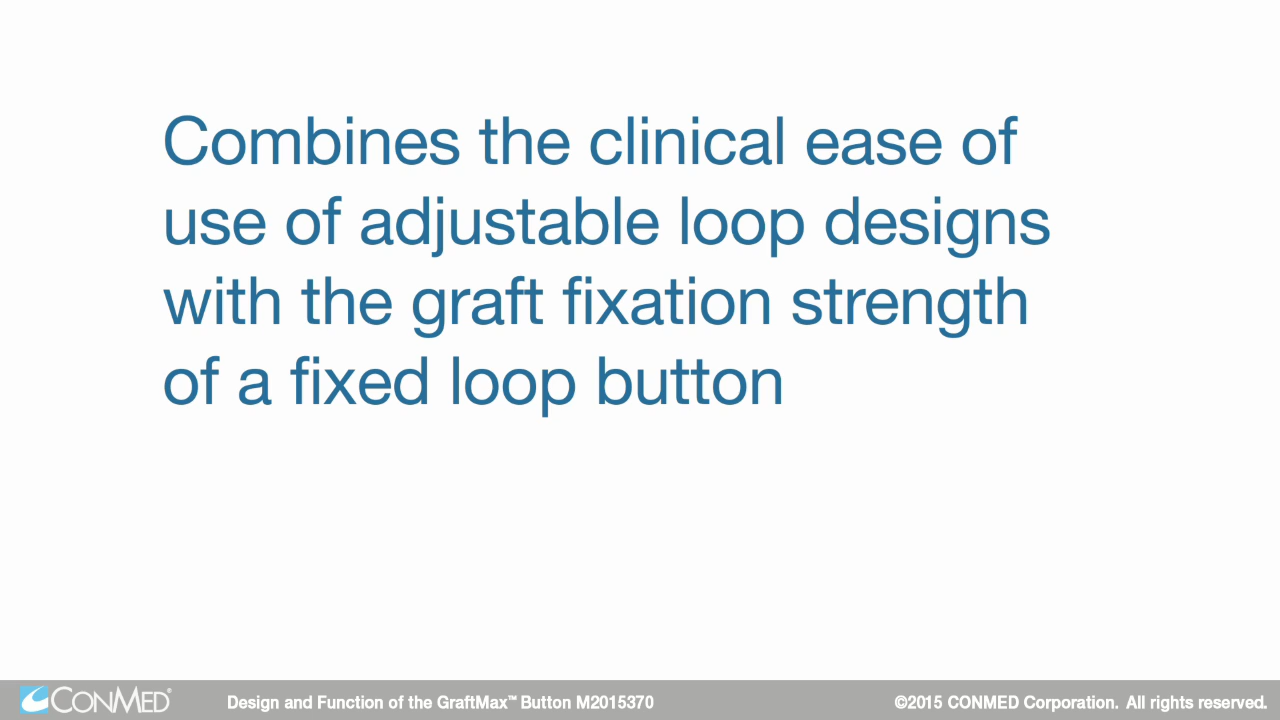 Combines the clinical ease of
use of adjustable loop designs
with the graft fixation strength
of a fixed loop button
CONMED® Design and Function of the GraftMax™ Button M2015370 ©2015 CONMED Corporation. All rights reserved.